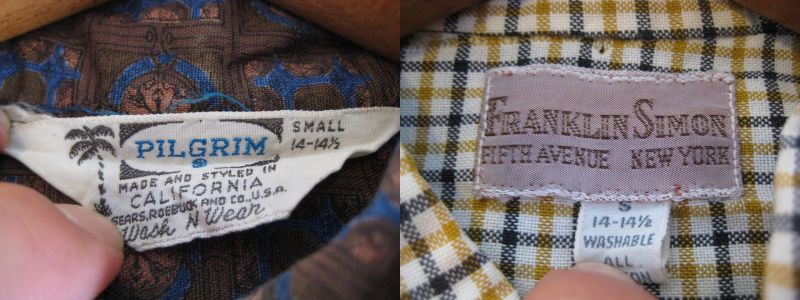 PILGRIM
S
SMALL
14-14½
MADE AND STYLED IN
CALIFORNIA
SEARS, ROEBUCK AND CO., U.S.A.
Wash N Wear
FRANKLIN SIMON
FIFTH AVENUE NEW YORK
S
14-14½
WASHABLE
ALL